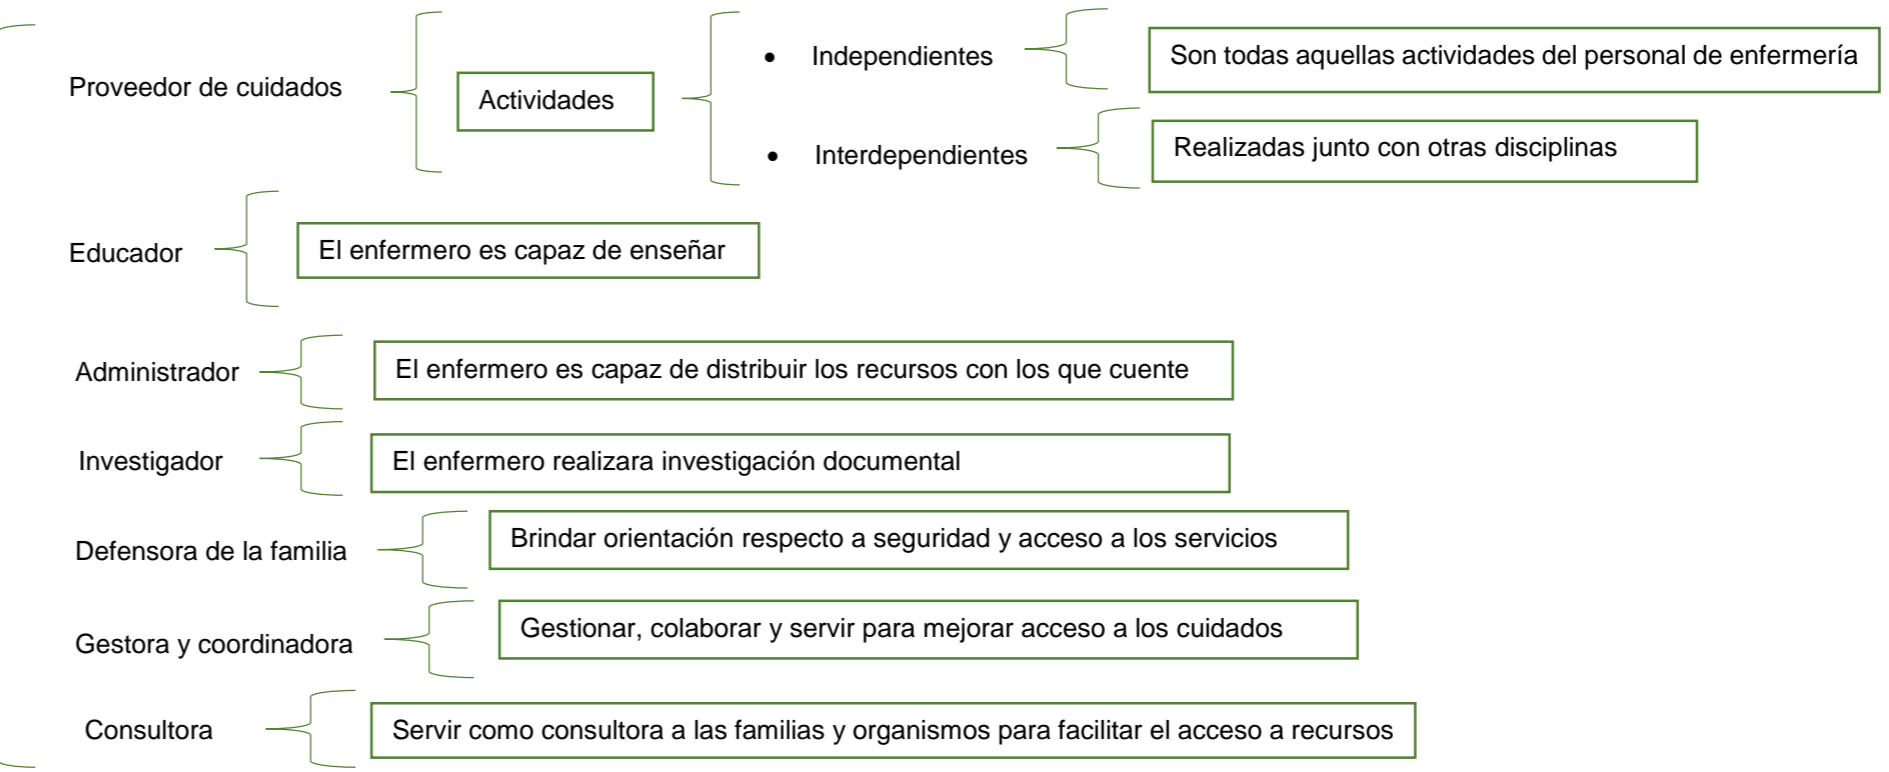 Proveedor de cuidados
Actividades
• Independientes
Son todas aquellas actividades del personal de enfermería
• Interdependientes
Realizadas junto con otras disciplinas
Educador
El enfermero es capaz de enseñar
Administrador
El enfermero es capaz de distribuir los recursos con los que cuente
Investigador
El enfermero realizara investigación documental
Defensora de la familia
Brindar orientación respecto a seguridad y acceso a los servicios
Gestora y coordinadora
Gestionar, colaborar y servir para mejorar acceso a los cuidados
Consultora
Servir como consultora a las familias y organismos para facilitar el acceso a recursos